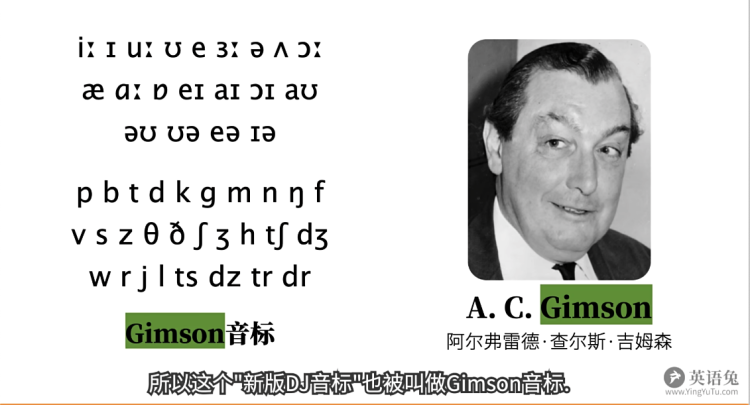 iː ɪ uː ʊ e ɜː ə ʌ ɔː
æ ɑː ɒ eɪ aɪ ɔɪ aʊ
əʊ ʊə eə ɪə
p b t d k g m n ŋ f
v s z θ ð ʃ ʒ h tʃ dʒ
w r j l ts dz tr dr
Gimson音标
A. C. Gimson
阿尔弗雷德·查尔斯·吉姆森
所以这个"新版DJ音标"也被叫做Gimson音标.
英语兔
www.YingYuTu.com